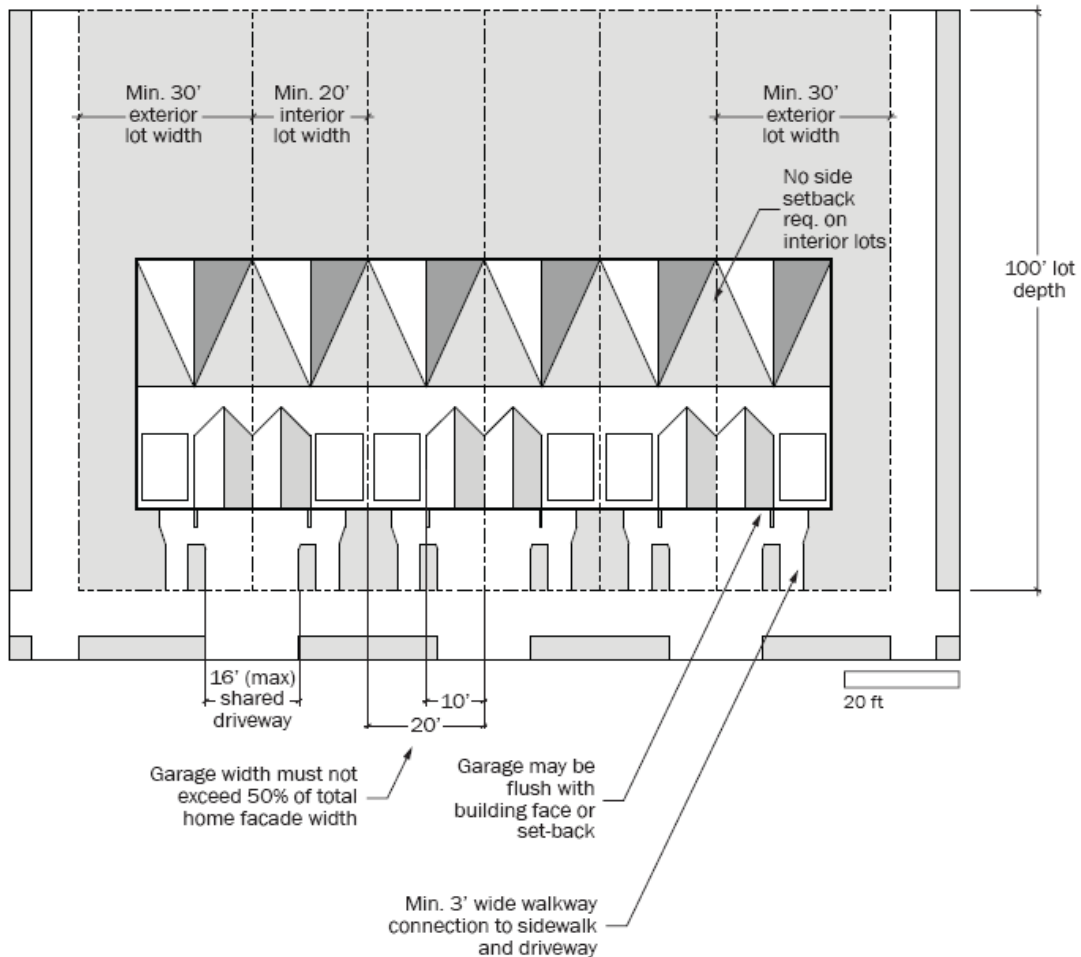 Min. 30’
exterior
lot width
Min. 20’
interior
lot width
Min. 30’
exterior
lot width
No side
setback
req. on
interior lots
100’ lot
depth
16’ (max)
shared
driveway
10’
20’
20 ft
Garage width must not
exceed 50% of total
home facade width
Garage may be
flush with
building face or
set-back
Min. 3’ wide walkway
connection to sidewalk
and driveway